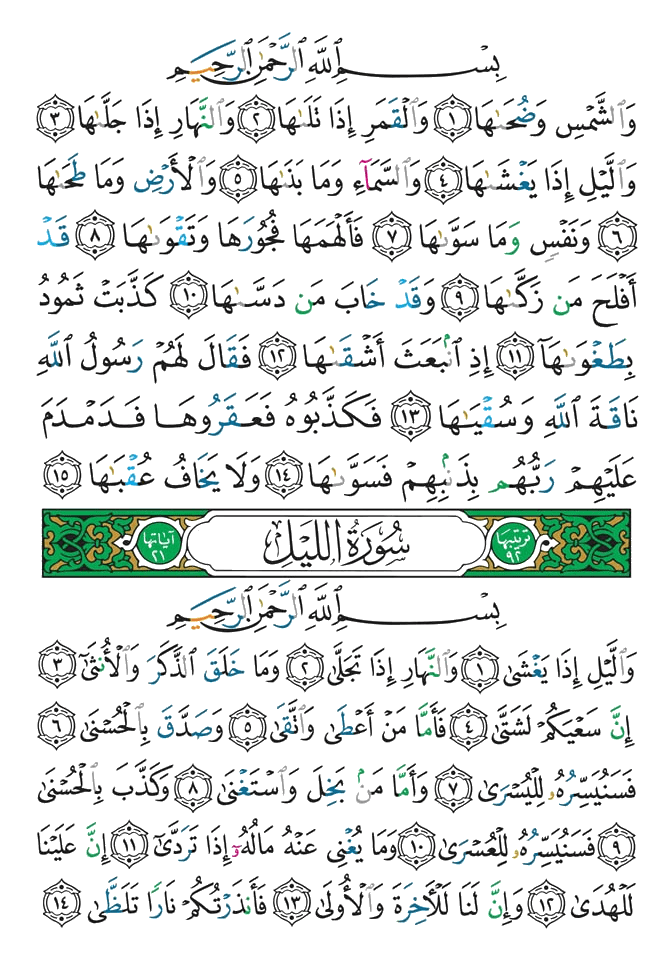 بِسۡمِ ٱللَّهِ ٱلرَّحۡمَٰنِ ٱلرَّحِيمِ
وَٱلشَّمۡسِ وَضُحَىٰهَا ١ وَٱلۡقَمَرِ إِذَا تَلَىٰهَا ٢ وَٱلنَّهَارِ إِذَا جَلَّىٰهَا ٣
وَٱلَّيۡلِ إِذَا يَغۡشَىٰهَا ٤ وَٱلسَّمَآءِ وَمَا بَنَىٰهَا ٥ وَٱلۡأَرۡضِ وَمَا طَحَىٰهَا
٦ وَنَفۡسٖ وَمَا سَوَّىٰهَا ٧ فَأَلۡهَمَهَا فُجُورَهَا وَتَقۡوَىٰهَا ٨ قَدۡ
أَفۡلَحَ مَن زَكَّىٰهَا ٩ وَقَدۡ خَابَ مَن دَسَّىٰهَا ١٠ كَذَّبَتۡ ثَمُودُ
بِطَغۡوَىٰهَآ ١١ إِذِ ٱنۢبَعَثَ أَشۡقَىٰهَا ١٢ فَقَالَ لَهُمۡ رَسُولُ ٱللَّهِ
نَاقَةَ ٱللَّهِ وَسُقۡيَٰهَا ١٣ فَكَذَّبُوهُ فَعَقَرُوهَا فَدَمۡدَمَ
عَلَيۡهِمۡ رَبُّهُم بِذَنۢبِهِمۡ فَسَوَّىٰهَا ١٤ وَلَا يَخَافُ عُقۡبَٰهَا ١٥
ترتيبها ٩٢ سُورَةُ اللَّيۡلِ آياتها ٢١
بِسۡمِ ٱللَّهِ ٱلرَّحۡمَٰنِ ٱلرَّحِيمِ
وَٱلَّيۡلِ إِذَا يَغۡشَىٰ ١ وَٱلنَّهَارِ إِذَا تَجَلَّىٰ ٢ وَمَا خَلَقَ ٱلذَّكَرَ وَٱلۡأُنثَىٰٓ ٣
إِنَّ سَعۡيَكُمۡ لَشَتَّىٰ ٤ فَأَمَّا مَنۡ أَعۡطَىٰ وَٱتَّقَىٰ ٥ وَصَدَّقَ بِٱلۡحُسۡنَىٰ ٦
فَسَنُيَسِّرُهُۥ لِلۡيُسۡرَىٰ ٧ وَأَمَّا مَنۢ بَخِلَ وَٱسۡتَغۡنَىٰ ٨ وَكَذَّبَ بِٱلۡحُسۡنَىٰ
٩ فَسَنُيَسِّرُهُۥ لِلۡعُسۡرَىٰ ١٠ وَمَا يُغۡنِي عَنۡهُ مَالُهُۥٓ إِذَا تَرَدَّىٰٓ ١١ إِنَّ عَلَيۡنَا
لَلۡهُدَىٰ ١٢ وَإِنَّ لَنَا لَلۡأٓخِرَةَ وَٱلۡأُولَىٰ ١٣ فَأَنذَرۡتُكُمۡ نَارٗا تَلَظَّىٰ ١٤